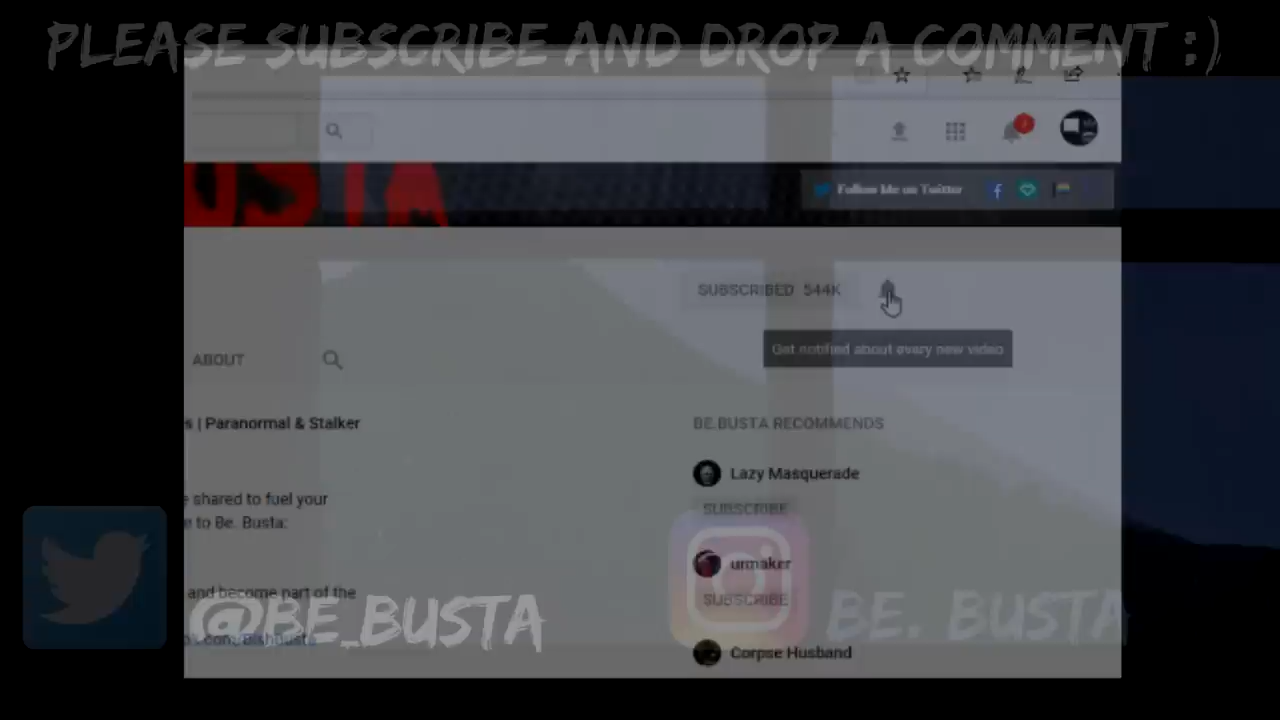 PLEASE SUBSCRIBE AND DROP A COMMENT :)
USTA
Follow Me on Twitter
SUBSCRIBED 544K
Get notified about every new video
ABOUT
s | Paranormal & Stalker
BE.BUSTA RECOMMENDS
Lazy Masquerade
SUBSCRIBE
e shared to fuel your
e to Be. Busta:
urmaker
SUBSCRIBE
and become part of the
@BE_BUSTA
BE. BUSTA
Corpse Husband